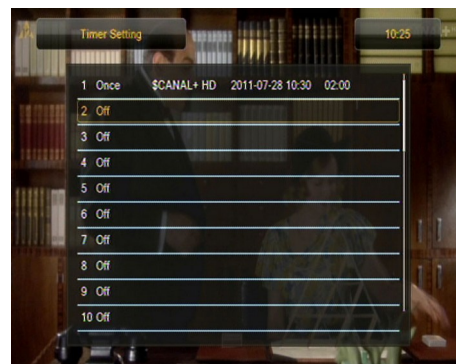 Timer Setting 10:25
1 Once $CANAL+ HD 2011-07-28 10:30 02:00
2 Off
3 Off
4 Off
5 Off
6 Off
7 Off
8 Off
9 Off
10 Off